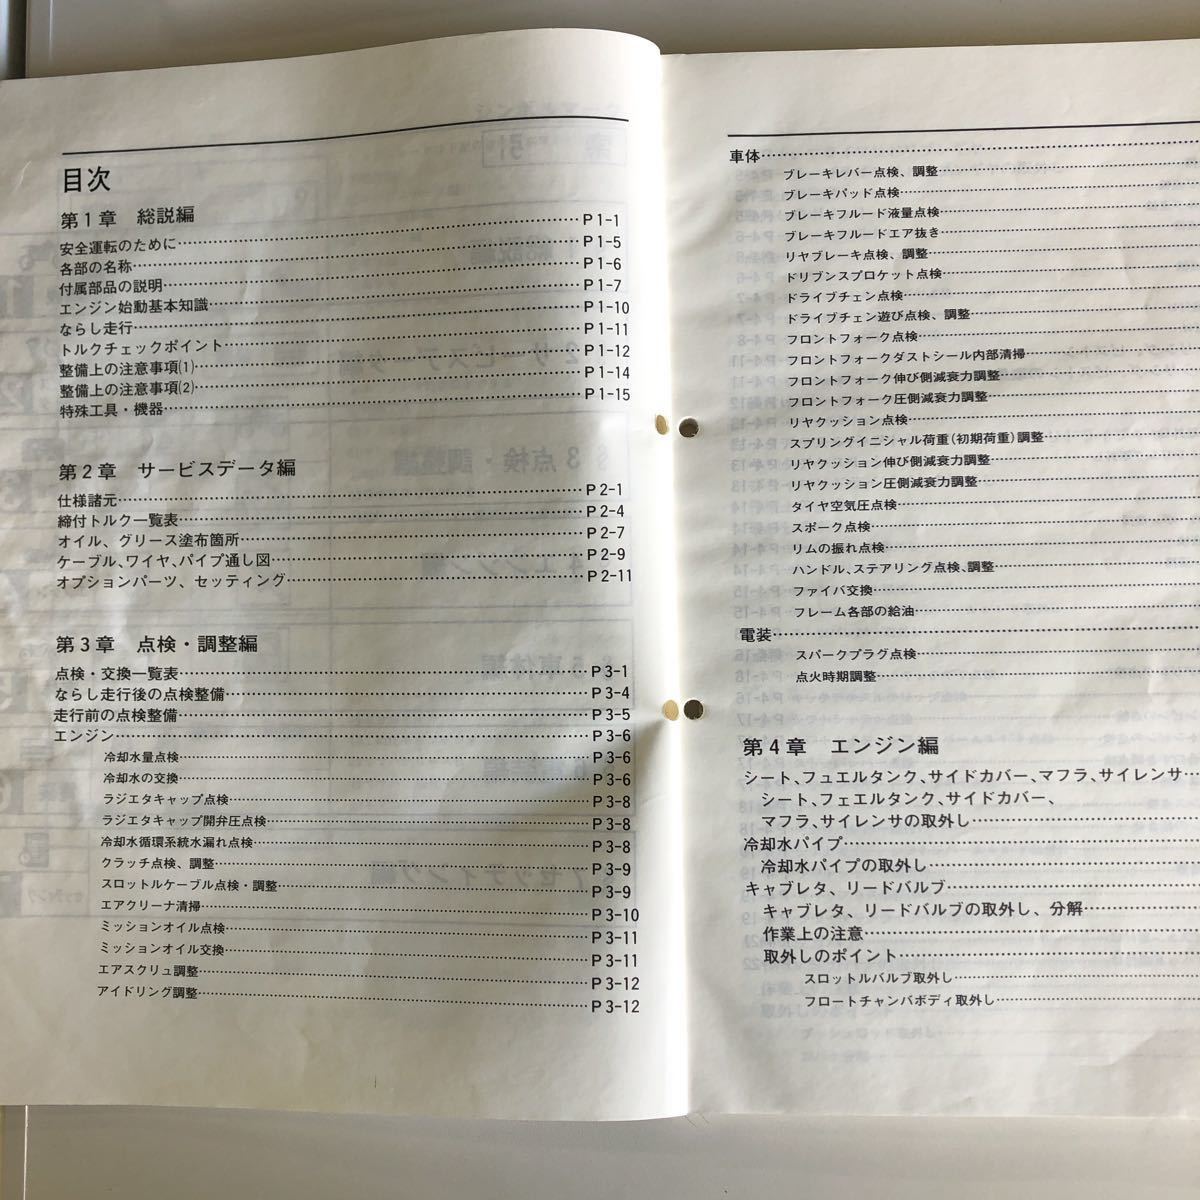 目次
第1章 総説編
安全運転のために P 1-1
各部の名称 P 1-5
付属部品の説明 P 1-6
エンジン始動基本知識 P 1-7
ならし走行 P 1-10
トルクチェックポイント P 1-11
整備上の注意事項(1) P 1-12
整備上の注意事項(2) P 1-14
特殊工具・機器 P 1-15
第2章 サービスデータ編
仕様諸元 P 2-1
締付トルク一覧表 P 2-4
オイル、グリース塗布箇所 P 2-7
ケーブル、ワイヤ、パイプ通し図 P 2-9
オプションパーツ、セッティング P 2-11
第3章 点検・調整編
点検・交換一覧表 P 3-1
ならし走行後の点検整備 P 3-4
走行前の点検整備 P 3-5
エンジン P 3-6
冷却水量点検 P 3-6
冷却水の交換 P 3-6
ラジエタキャップ点検 P 3-8
ラジエタキャップ開弁圧点検 P 3-8
冷却水循環系統水漏れ点検 P 3-8
クラッチ点検、調整 P 3-9
スロットルケーブル点検・調整 P 3-9
エアクリーナ清掃 P 3-10
ミッションオイル点検 P 3-11
ミッションオイル交換 P 3-11
エアスクリュ調整 P 3-12
アイドリング調整 P 3-12
車体
ブレーキレバー点検、調整
ブレーキパッド点検
ブレーキフルード液量点検
ブレーキフルードエア抜き
リヤブレーキ点検、調整
ドリブンスプロケット点検
ドライブチェン点検
ドライブチェン遊び点検、調整
フロントフォーク点検
フロントフォークダストシール内部清掃
フロントフォーク伸び側減衰力調整
フロントフォーク圧側減衰力調整
リヤクッション点検
スプリングイニシャル荷重(初期荷重)調整
リヤクッション伸び側減衰力調整
リヤクッション圧側減衰力調整
タイヤ空気圧点検
スポーク点検
リムの振れ点検
ハンドル、ステアリング点検、調整
ファイバ交換
フレーム各部の給油
電装
スパークプラグ点検
点火時期調整
第4章 エンジン編
シート、フュエルタンク、サイドカバー、マフラ、サイレンサ
シート、フェエルタンク、サイドカバー、
マフラ、サイレンサの取外し
冷却水パイプ
冷却水パイプの取外し
キャブレタ、リードバルブ
キャブレタ、リードバルブの取外し、分解
作業上の注意
取外しのポイント
スロットルバルブ取外し
フロートチャンバボディ取外し